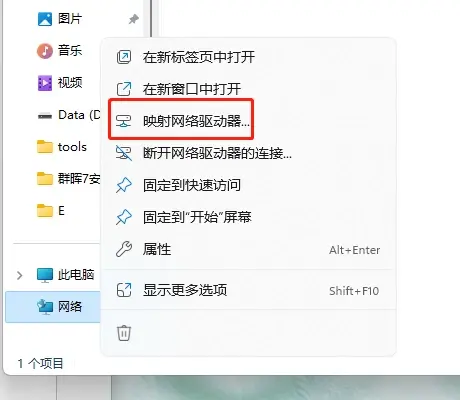 图片
音乐
视频
Data (D
tools
群晖7安
E
此电脑
网络
1 个项目
在新标签页中打开
在新窗口中打开
映射网络驱动器...
断开网络驱动器的连接...
固定到快速访问
固定到"开始"屏幕
属性 Alt+Enter
显示更多选项 Shift+F10